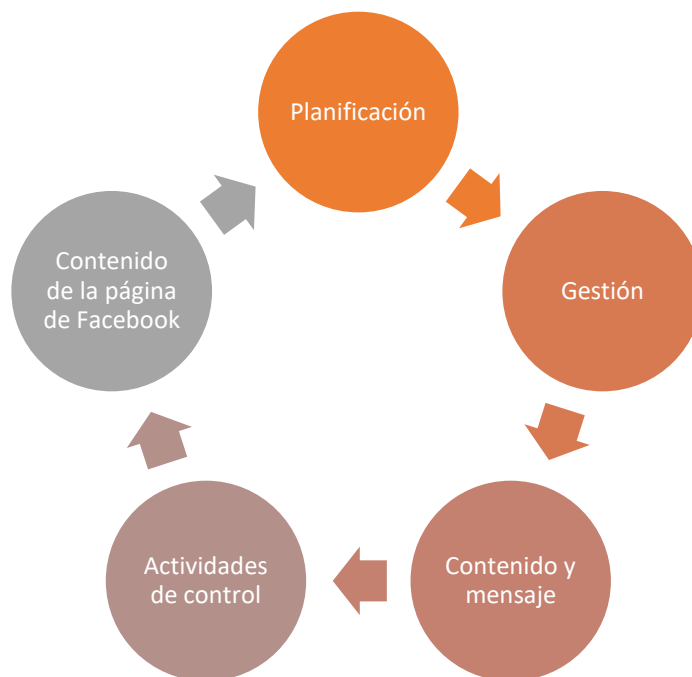 Planificación
Gestión
Contenido y
mensaje
Actividades
de control
Contenido
de la página
de Facebook